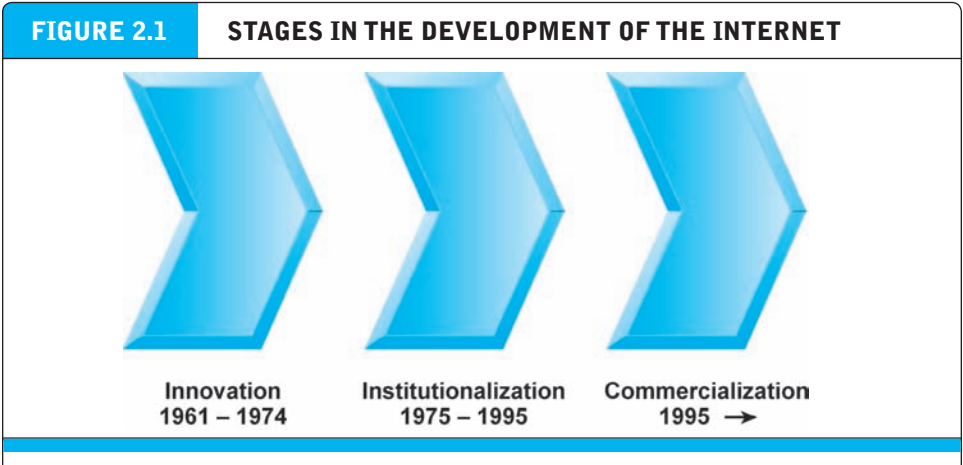 FIGURE 2.1 STAGES IN THE DEVELOPMENT OF THE INTERNET
Innovation
1961 – 1974
Institutionalization
1975 – 1995
Commercialization
1995 →